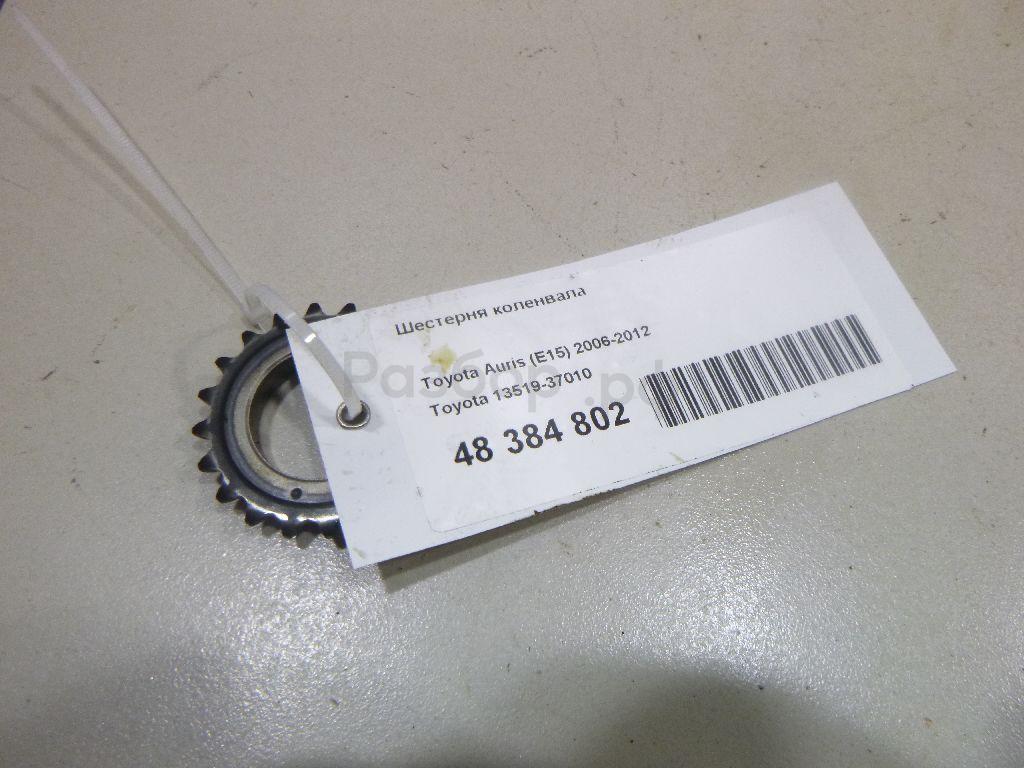 Шестерня коленвала
Toyota Auris (E15) 2006-2012
Toyota 13519-37010
48 384 802